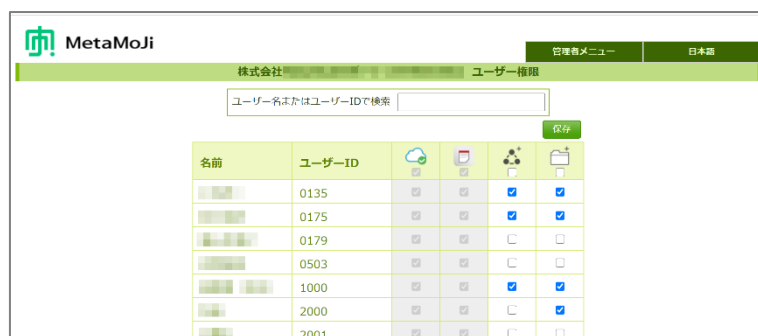 MetaMoJi
管理者メニュー
日本語
株式会社 ユーザー権限
ユーザー名またはユーザーIDで検索
保存
名前 ユーザーID
0135
0175
0179
0503
1000
2000
2001